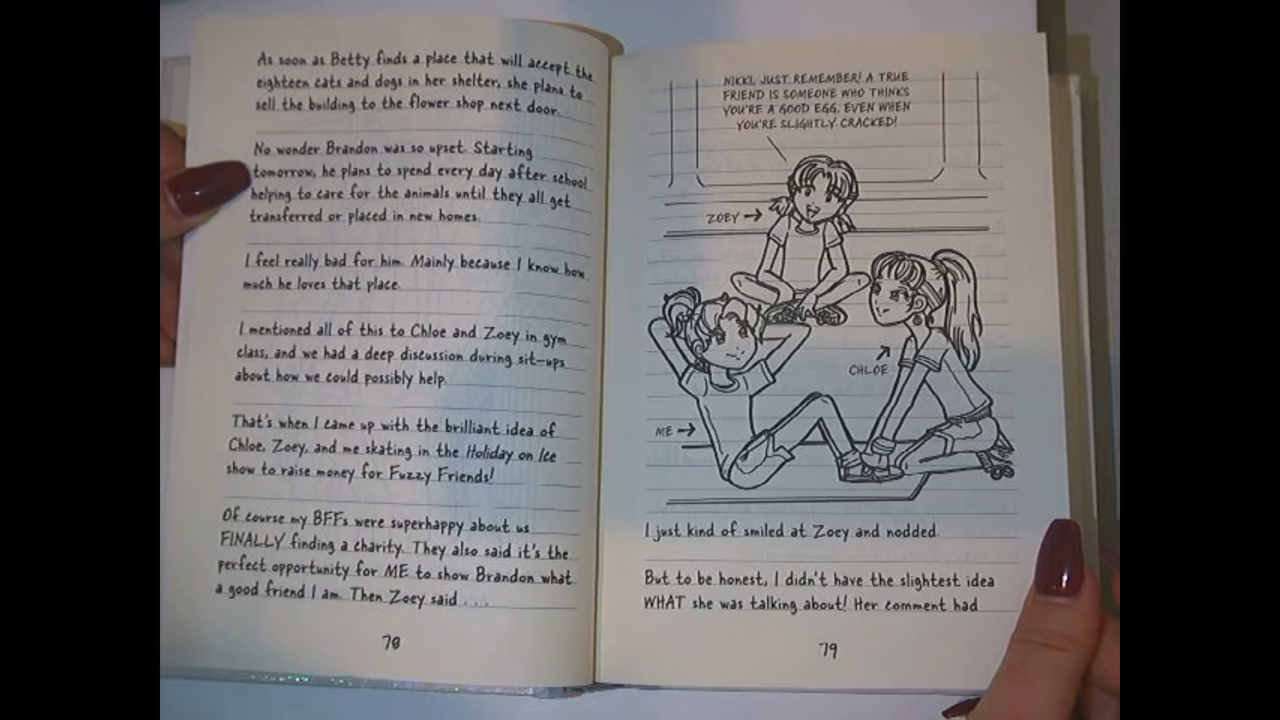 As soon as Betty finds a place that will accept the
eighteen cats and dogs in her shelter, she plans to
sell the building to the flower shop next door.
No wonder Brandon was so upset. Starting
tomorrow, he plans to spend every day after school
helping to care for the animals until they all get
transferred or placed in new homes.
I feel really bad for him. Mainly because I know how
much he loves that place.
I mentioned all of this to Chloe and Zoey in gym
class, and we had a deep discussion during sit-ups
about how we could possibly help.
That's when I came up with the brilliant idea of
Chloe, Zoey, and me skating in the Holiday on Ice
show to raise money for Fuzzy Friends!
Of course my BFFs were superhappy about us
FINALLY finding a charity. They also said it's the
perfect opportunity for ME to show Brandon what
a good friend I am. Then Zoey said . . .
78
NIKKI, JUST REMEMBER! A TRUE
FRIEND IS SOMEONE WHO THINKS
YOU'RE A GOOD EGG, EVEN WHEN
YOU'RE SLIGHTLY CRACKED!
ZOEY
CHLOE
ME
I just kind of smiled at Zoey and nodded.
But to be honest, I didn't have the slightest idea
WHAT she was talking about! Her comment had
79